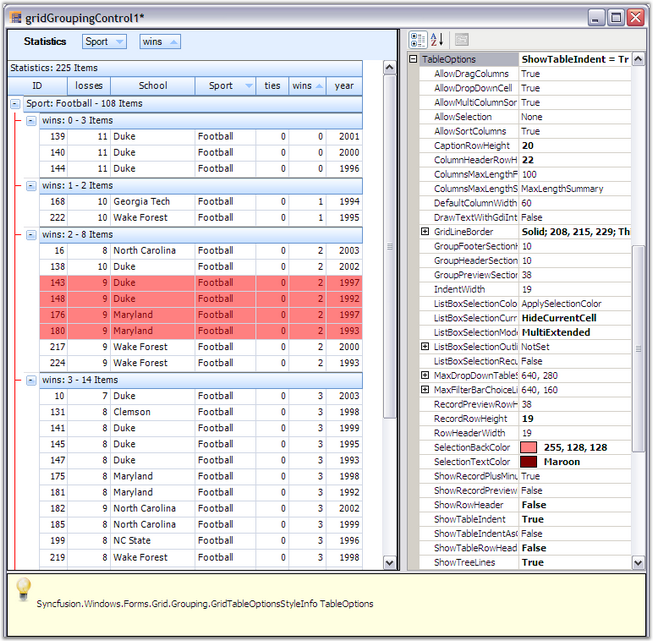 gridGroupingControl1*
Statistics Sport wins
Statistics: 225 Items
ID losses School Sport ties wins year
Sport: Football - 108 Items
wins: 0 - 3 Items
139 11 Duke Football 0 0 2001
140 11 Duke Football 0 0 2000
144 11 Duke Football 0 0 1996
wins: 1 - 2 Items
168 10 Georgia Tech Football 0 1 1994
222 10 Wake Forest Football 0 1 1995
wins: 2 - 8 Items
16 8 North Carolina Football 0 2 2003
138 10 Duke Football 0 2 2002
143 9 Duke Football 0 2 1997
148 9 Duke Football 0 2 1992
176 9 Maryland Football 0 2 1997
180 9 Maryland Football 0 2 1993
217 9 Wake Forest Football 0 2 2000
224 9 Wake Forest Football 0 2 1993
wins: 3 - 14 Items
10 7 Duke Football 0 3 2003
131 8 Clemson Football 0 3 1998
141 8 Duke Football 0 3 1999
145 8 Duke Football 0 3 1995
147 8 Duke Football 0 3 1993
175 8 Maryland Football 0 3 1998
181 8 Maryland Football 0 3 1992
182 9 North Carolina Football 0 3 2002
185 8 North Carolina Football 0 3 1999
199 8 NC State Football 0 3 1996
219 8 Wake Forest Football 0 3 1998
TableOptions ShowTableIndent = Tr
AllowDragColumns True
AllowDropDownCell True
AllowMultiColumnSor True
AllowSelection None
AllowSortColumns True
CaptionRowHeight 20
ColumnHeaderRowH 22
ColumnsMaxLengthF 100
ColumnsMaxLengthS MaxLengthSummary
DefaultColumnWidth 60
DrawTextWithGdiInt False
GridLineBorder Solid; 208, 215, 229; Thi
GroupFooterSectionH 10
GroupHeaderSectionH 10
GroupPreviewSection 38
IndentWidth 19
ListBoxSelectionColo ApplySelectionColor
ListBoxSelectionCurr HideCurrentCell
ListBoxSelectionMode MultiExtended
ListBoxSelectionOutli NotSet
ListBoxSelectionRecu False
MaxDropDownTableS 640, 280
MaxFilterBarChoiceLi 640, 160
RecordPreviewRowH 38
RecordRowHeight 19
RowHeaderWidth 19
SelectionBackColor 255, 128, 128
SelectionTextColor Maroon
ShowRecordPlusMinu True
ShowRecordPreview False
ShowRowHeader False
ShowTableIndent True
ShowTableIndentAsC False
ShowTableRowHead False
ShowTreeLines True
Syncfusion.Windows.Forms.Grid.Grouping.GridTableOptionsStyleInfo TableOptions